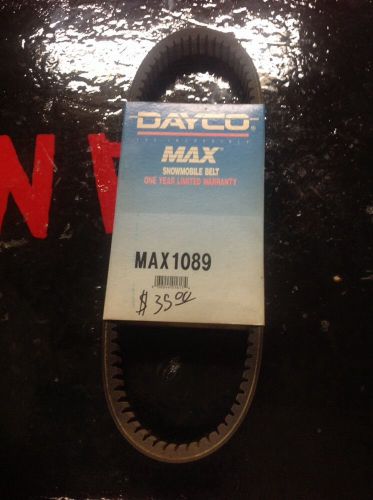 DAYCO®
MAX
SNOWMOBILE BELT
ONE YEAR LIMITED WARRANTY
MAX1089
$ 35.00